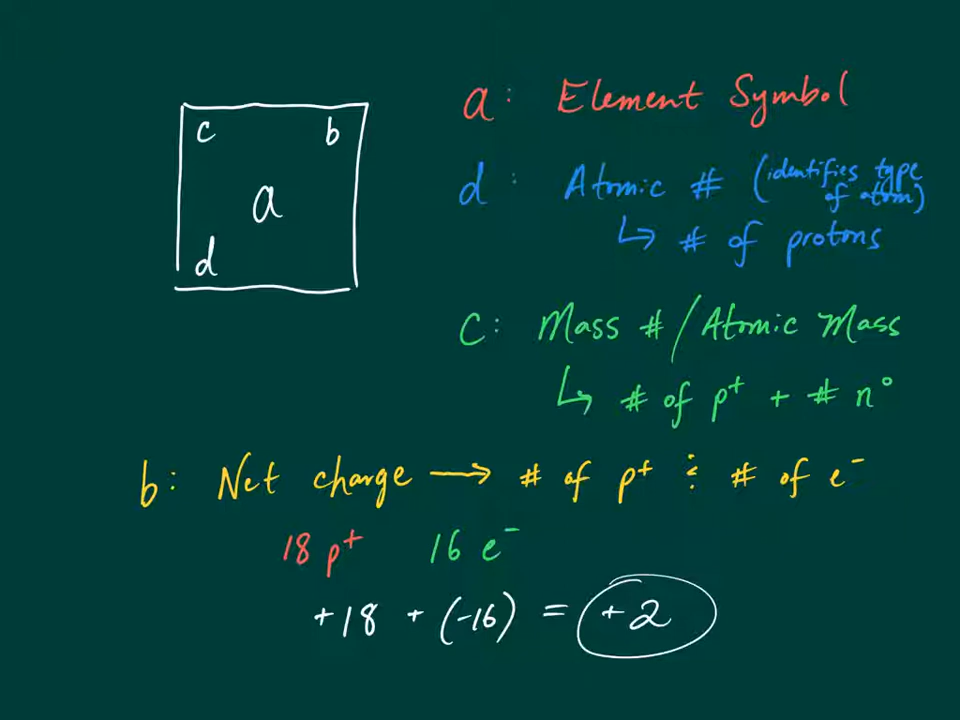 c b
a
d
a: Element Symbol
d: Atomic # (identifies type
of atom)
↳ # of protons
c: Mass # / Atomic Mass
↳ # of p⁺ + # n°
b: Net charge → # of p⁺ & # of e⁻
18 p⁺ 16 e⁻
+18 + (-16) = +2